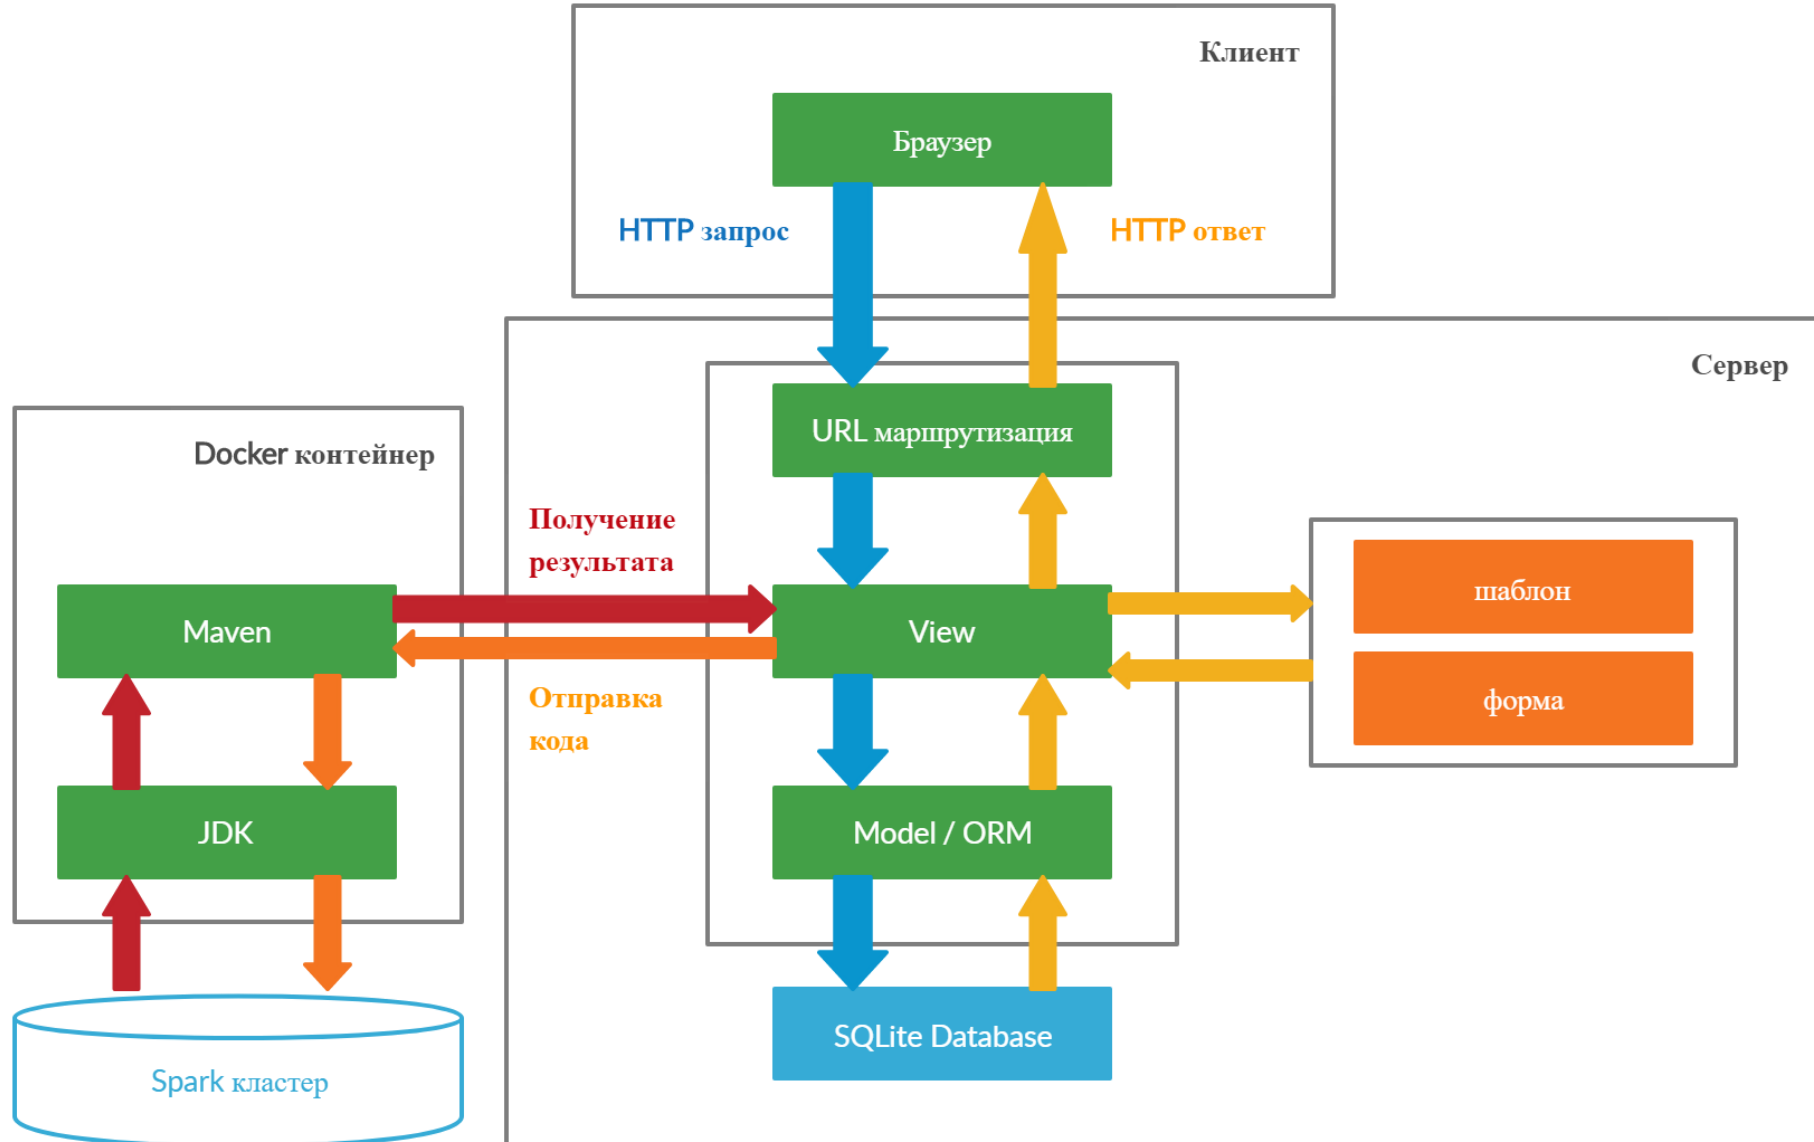 Клиент
Браузер
HTTP запрос
HTTP ответ
Сервер
URL маршрутизация
Docker контейнер
Получение
результата
шаблон
Maven
View
Отправка
кода
форма
JDK
Model / ORM
SQLite Database
Spark кластер